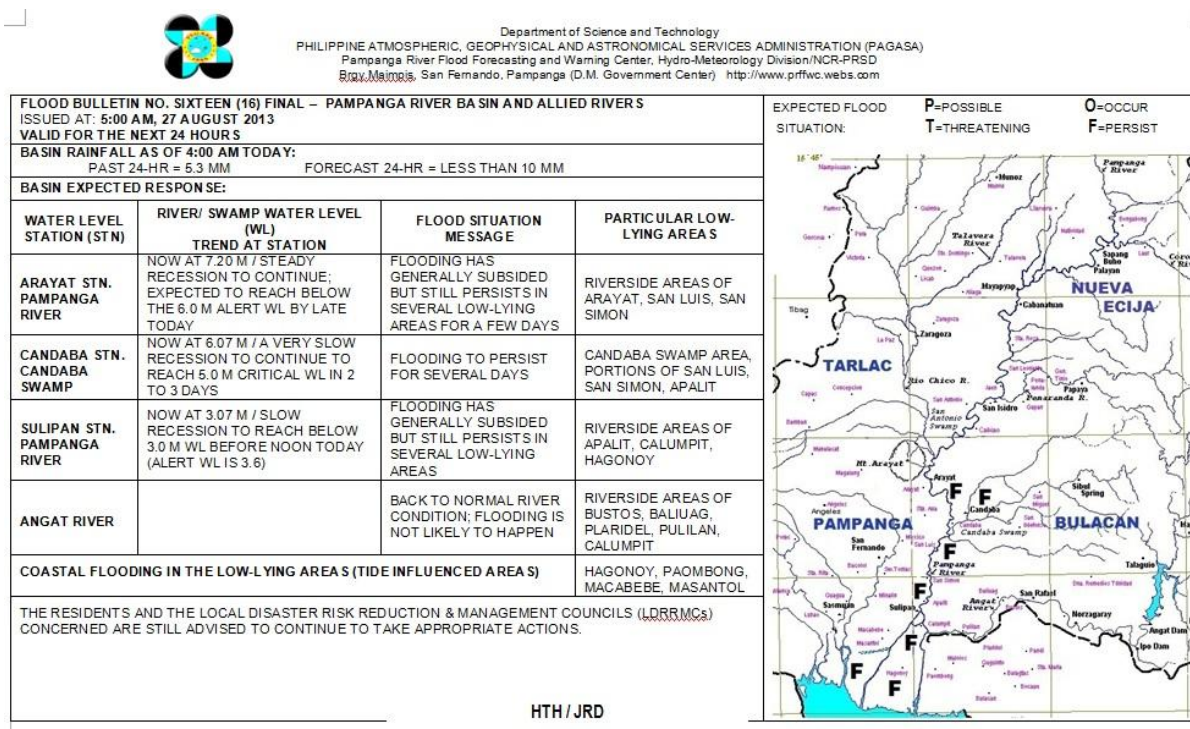 Department of Science and Technology
PHILIPPINE ATMOSPHERIC, GEOPHYSICAL AND ASTRONOMICAL SERVICES ADMINISTRATION (PAGASA)
Pampanga River Flood Forecasting and Warning Center, Hydro-Meteorology Division/NCR-PRSD
Brgy Maimpis, San Fernando, Pampanga (D.M. Government Center) http://www.prffwc.webs.com
FLOOD BULLETIN NO. SIXTEEN (16) FINAL – PAMPANGA RIVER BASIN AND ALLIED RIVERS
ISSUED AT: 5:00 AM, 27 AUGUST 2013
VALID FOR THE NEXT 24 HOURS
BASIN RAINFALL AS OF 4:00 AM TODAY:
PAST 24-HR = 5.3 MM FORECAST 24-HR = LESS THAN 10 MM
BASIN EXPECTED RESPONSE:
WATER LEVEL
STATION (STN)
RIVER/ SWAMP WATER LEVEL
(WL)
TREND AT STATION
FLOOD SITUATION
MESSAGE
PARTICULAR LOW-
LYING AREAS
ARAYAT STN.
PAMPANGA
RIVER
NOW AT 7.20 M / STEADY
RECESSION TO CONTINUE;
EXPECTED TO REACH BELOW
THE 6.0 M ALERT WL BY LATE
TODAY
FLOODING HAS
GENERALLY SUBSIDED
BUT STILL PERSISTS IN
SEVERAL LOW-LYING
AREAS FOR A FEW DAYS
RIVERSIDE AREAS OF
ARAYAT, SAN LUIS, SAN
SIMON
CANDABA STN.
CANDABA
SWAMP
NOW AT 6.07 M / A VERY SLOW
RECESSION TO CONTINUE TO
REACH 5.0 M CRITICAL WL IN 2
TO 3 DAYS
FLOODING TO PERSIST
FOR SEVERAL DAYS
CANDABA SWAMP AREA,
PORTIONS OF SAN LUIS,
SAN SIMON, APALIT
SULIPAN STN.
PAMPANGA
RIVER
NOW AT 3.07 M / SLOW
RECESSION TO REACH BELOW
3.0 M WL BEFORE NOON TODAY
(ALERT WL IS 3.6)
FLOODING HAS
GENERALLY SUBSIDED
BUT STILL PERSISTS IN
SEVERAL LOW-LYING
AREAS
RIVERSIDE AREAS OF
APALIT, CALUMPIT,
HAGONOY
ANGAT RIVER
BACK TO NORMAL RIVER
CONDITION; FLOODING IS
NOT LIKELY TO HAPPEN
RIVERSIDE AREAS OF
BUSTOS, BALIUAG,
PLARIDEL, PULILAN,
CALUMPIT
COASTAL FLOODING IN THE LOW-LYING AREAS (TIDE INFLUENCED AREAS)
HAGONOY, PAOMBONG,
MACABEBE, MASANTOL
THE RESIDENTS AND THE LOCAL DISASTER RISK REDUCTION & MANAGEMENT COUNCILS (LDRRMCs)
CONCERNED ARE STILL ADVISED TO CONTINUE TO TAKE APPROPRIATE ACTIONS.
HTH / JRD
EXPECTED FLOOD P=POSSIBLE O=OCCUR
SITUATION: T=THREATENING F=PERSIST
Pampanga
River
Munoz
Talavera
River
Sapang
Buho
Palayan
Mayapyap
NUEVA
ECIJA
Cabanatuan
Tibag
Zaragoza
TARLAC
Rio Chico R.
Papaya
Penaranda R.
San Isidro
San
Antonio
Swamp
Mt. Arayat
Arayat
F
F
Sibul
Spring
Candaba
Angeles
PAMPANGA
BULACAN
Candaba Swamp
San
Fernando
F
Pampanga
River
Talaguio
F
Sasmuan
Sulipan
Angat
River
San Rafael
Norzagaray
Angat Dam
Ipo Dam
F
F
F